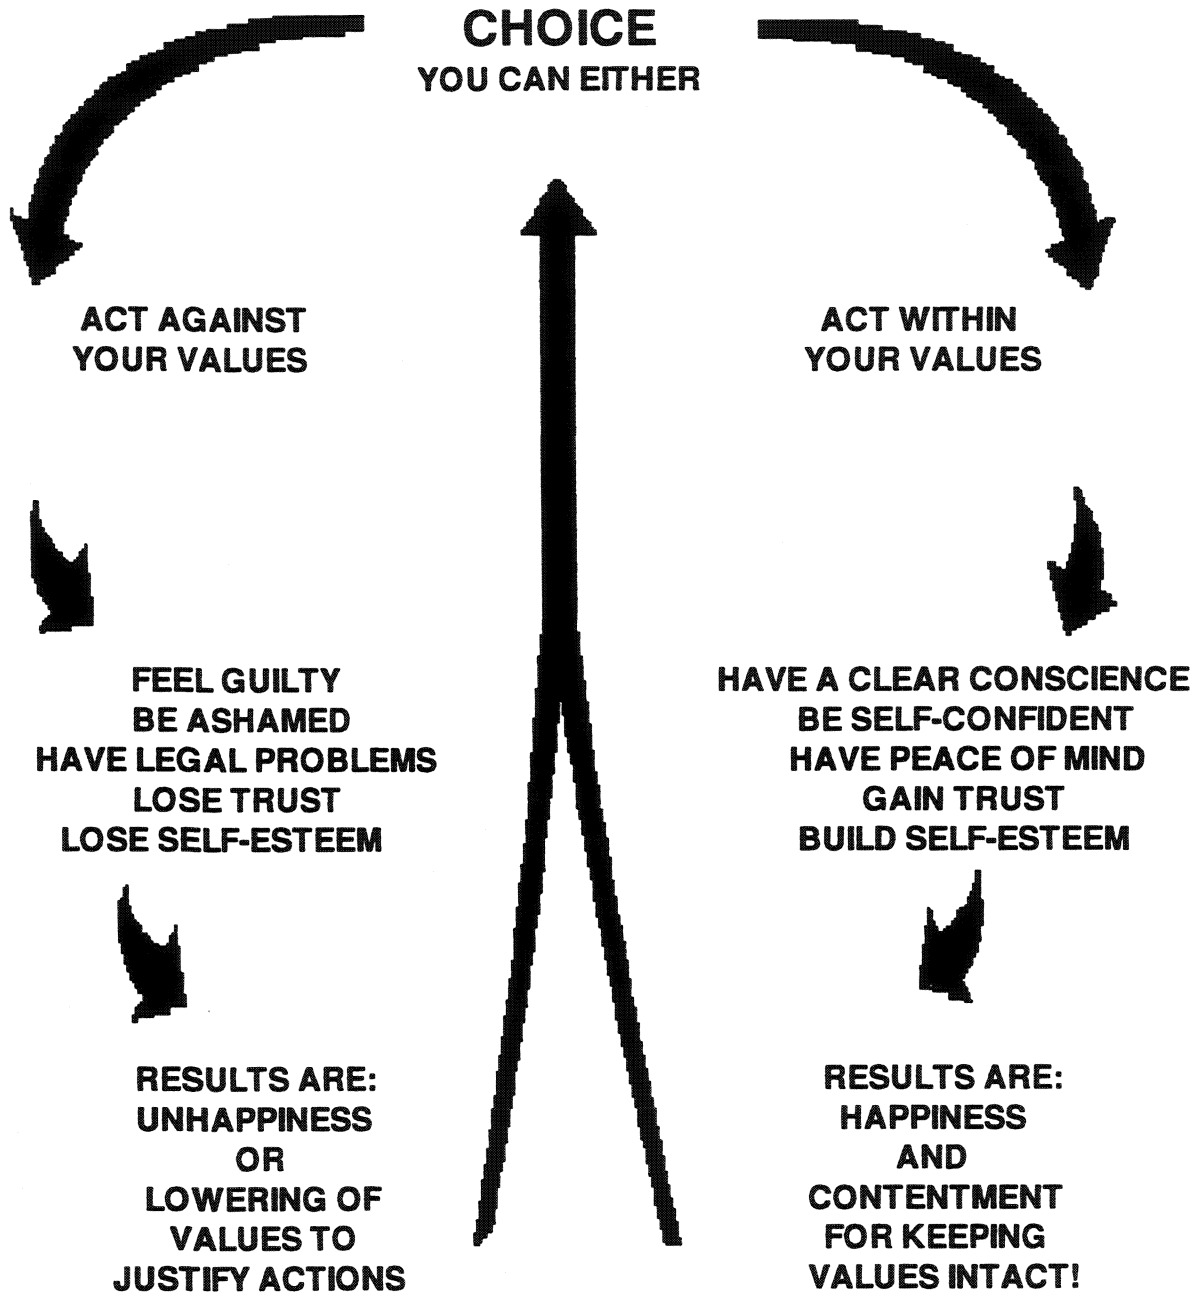 CHOICE
YOU CAN EITHER
ACT AGAINST
YOUR VALUES
ACT WITHIN
YOUR VALUES
FEEL GUILTY
BE ASHAMED
HAVE LEGAL PROBLEMS
LOSE TRUST
LOSE SELF-ESTEEM
HAVE A CLEAR CONSCIENCE
BE SELF-CONFIDENT
HAVE PEACE OF MIND
GAIN TRUST
BUILD SELF-ESTEEM
RESULTS ARE:
UNHAPPINESS
OR
LOWERING OF
VALUES TO
JUSTIFY ACTIONS
RESULTS ARE:
HAPPINESS
AND
CONTENTMENT
FOR KEEPING
VALUES INTACT!